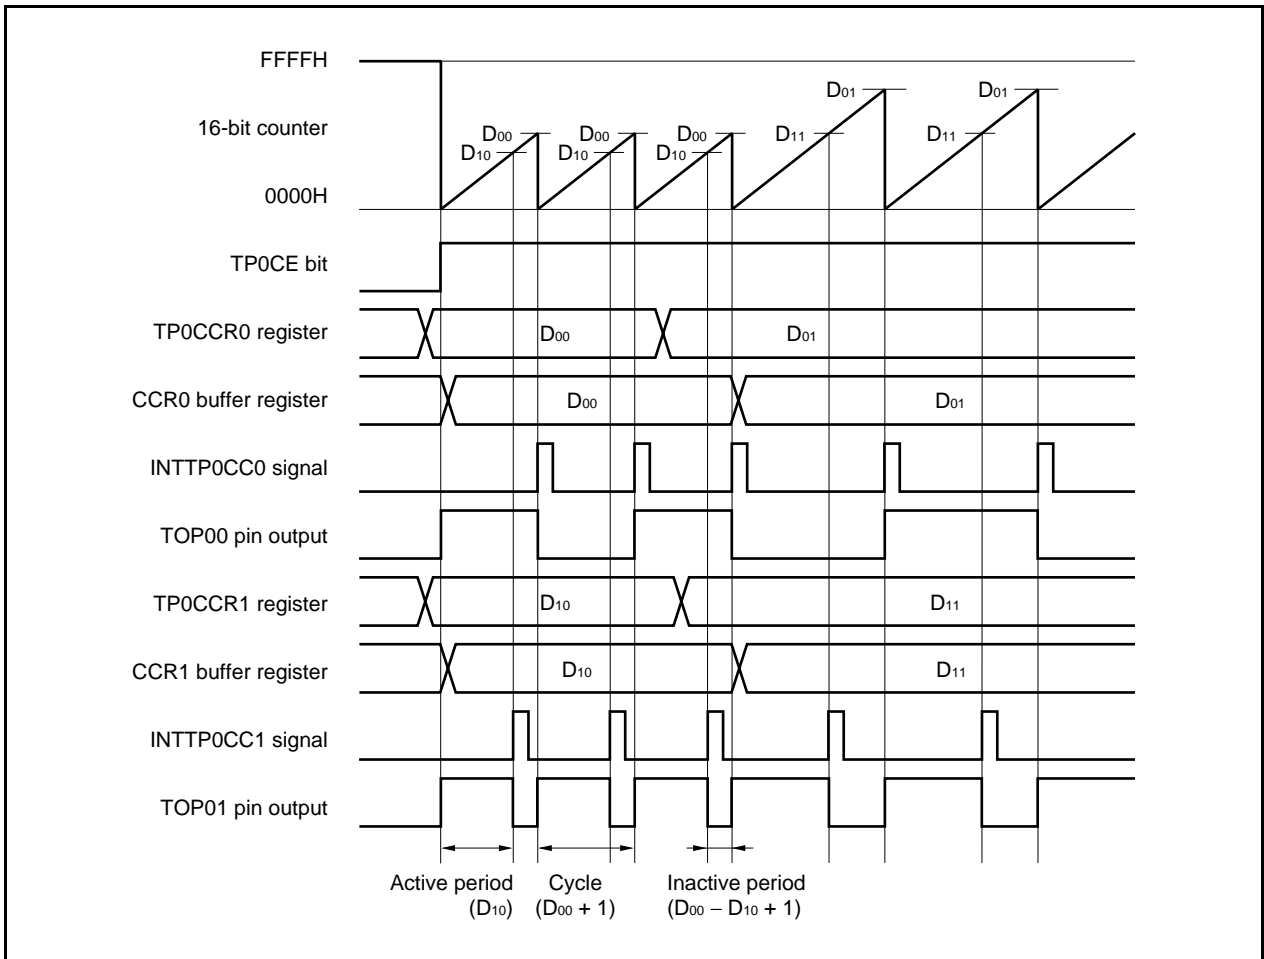 FFFFH
D01 D01
16-bit counter D00 D00 D00 D11 D11
D10 D10 D10
0000H
TP0CE bit
TP0CCR0 register D00 D01
CCR0 buffer register D00 D01
INTTP0CC0 signal
TOP00 pin output
TP0CCR1 register D10 D11
CCR1 buffer register D10 D11
INTTP0CC1 signal
TOP01 pin output
Active period Cycle Inactive period
(D10) (D00 + 1) (D00 − D10 + 1)